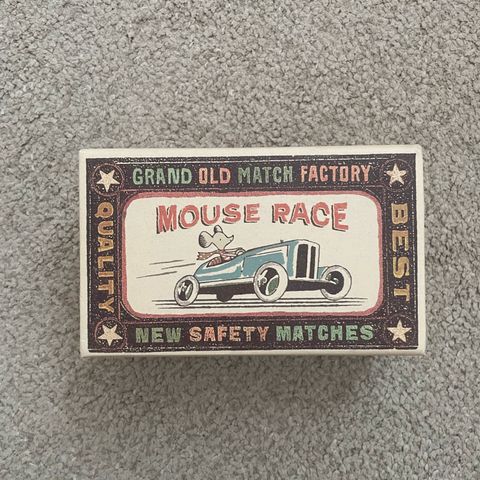 GRAND OLD MATCH FACTORY
MOUSE RACE
QUALITY
BEST
NEW SAFETY MATCHES